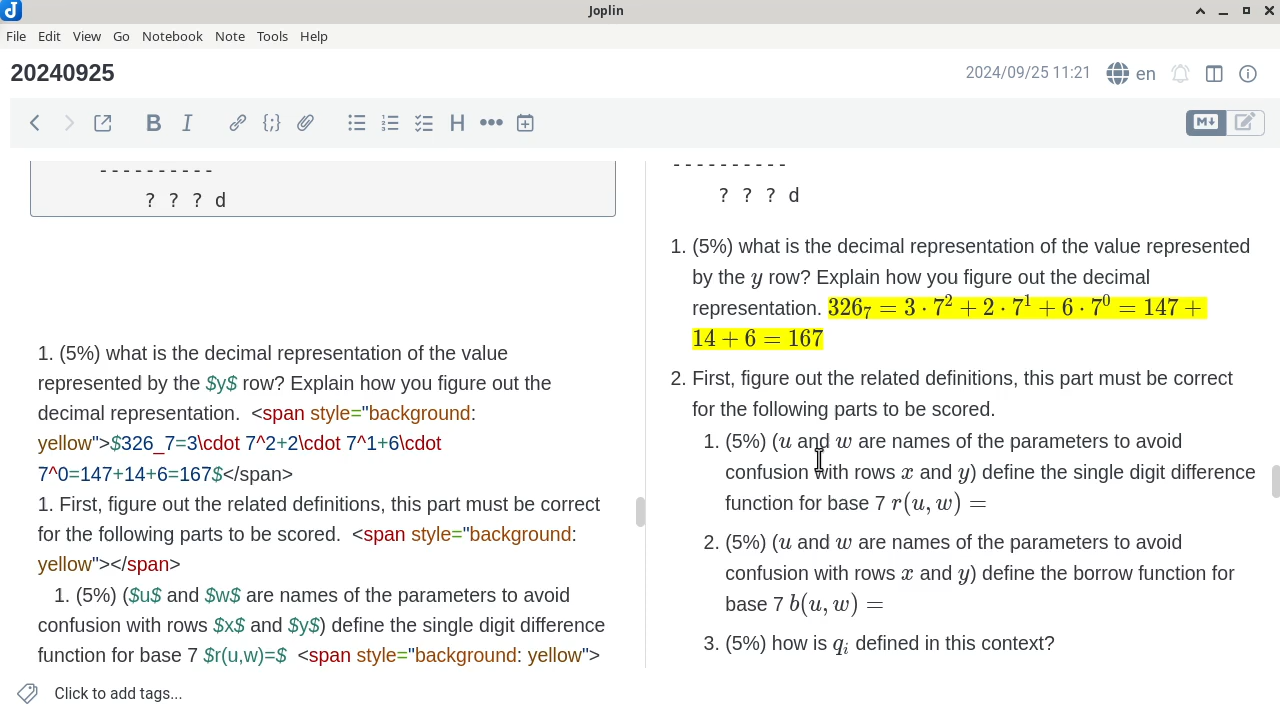 Joplin
File Edit View Go Notebook Note Tools Help
20240925
2024/09/25 11:21 en
B I {;} H ••• M↓
----------
? ? ? d
1. (5%) what is the decimal representation of the value
represented by the $y$ row? Explain how you figure out the
decimal representation.  <span style="background:
yellow">$326_7=3\cdot 7^2+2\cdot 7^1+6\cdot
7^0=147+14+6=167$</span>
1. First, figure out the related definitions, this part must be correct
for the following parts to be scored.  <span style="background:
yellow"></span>
1. (5%) ($u$ and $w$ are names of the parameters to avoid
confusion with rows $x$ and $y$) define the single digit difference
function for base 7 $r(u,w)=$  <span style="background: yellow">
----------
? ? ? d
1. (5%) what is the decimal representation of the value represented
by the y row? Explain how you figure out the decimal
representation. 326₇ = 3 · 7² + 2 · 7¹ + 6 · 7⁰ = 147 +
14 + 6 = 167
2. First, figure out the related definitions, this part must be correct
for the following parts to be scored.
1. (5%) (u and w are names of the parameters to avoid
confusion with rows x and y) define the single digit difference
function for base 7 r(u, w) =
2. (5%) (u and w are names of the parameters to avoid
confusion with rows x and y) define the borrow function for
base 7 b(u, w) =
3. (5%) how is qᵢ defined in this context?
Click to add tags...